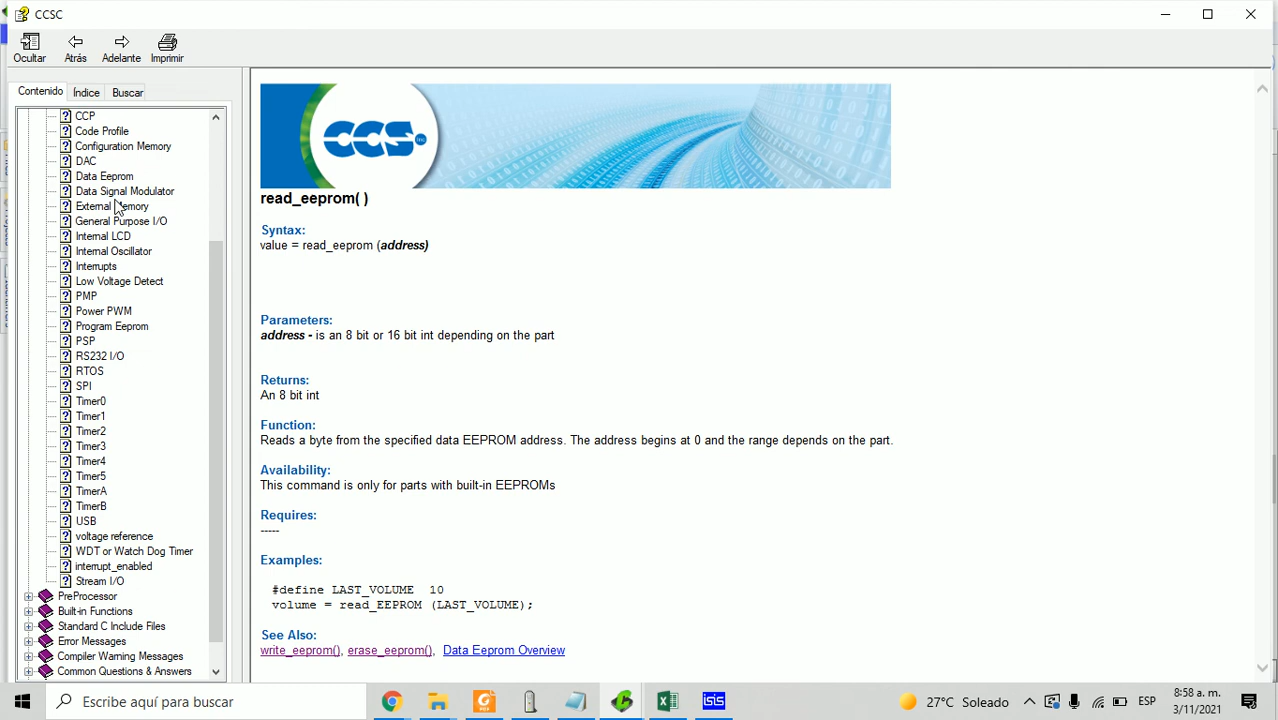 CCSC
Ocultar Atrás Adelante Imprimir
Contenido Índice Buscar
CCP
Code Profile
Configuration Memory
DAC
Data Eeprom
Data Signal Modulator
External Memory
General Purpose I/O
Internal LCD
Internal Oscillator
Interrupts
Low Voltage Detect
PMP
Power PWM
Program Eeprom
PSP
RS232 I/O
RTOS
SPI
Timer0
Timer1
Timer2
Timer3
Timer4
Timer5
TimerA
TimerB
USB
voltage reference
WDT or Watch Dog Timer
interrupt_enabled
Stream I/O
PreProcessor
Built-in Functions
Standard C Include Files
Error Messages
Compiler Warning Messages
Common Questions & Answers
CCS, Inc
read_eeprom( )
Syntax:
value = read_eeprom (address)
Parameters:
address - is an 8 bit or 16 bit int depending on the part
Returns:
An 8 bit int
Function:
Reads a byte from the specified data EEPROM address. The address begins at 0 and the range depends on the part.
Availability:
This command is only for parts with built-in EEPROMs
Requires:
-----
Examples:
#define LAST_VOLUME 10
volume = read_EEPROM (LAST_VOLUME);
See Also:
write_eeprom(), erase_eeprom(), Data Eeprom Overview
Escribe aquí para buscar
isis
27°C Soleado
ESP
8:58 a. m.
3/11/2021